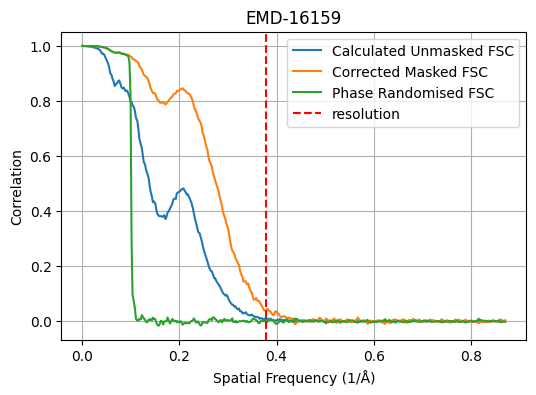 EMD-16159
Calculated Unmasked FSC
Corrected Masked FSC
Phase Randomised FSC
resolution
Correlation
1.0
0.8
0.6
0.4
0.2
0.0
0.0 0.2 0.4 0.6 0.8
Spatial Frequency (1/Å)